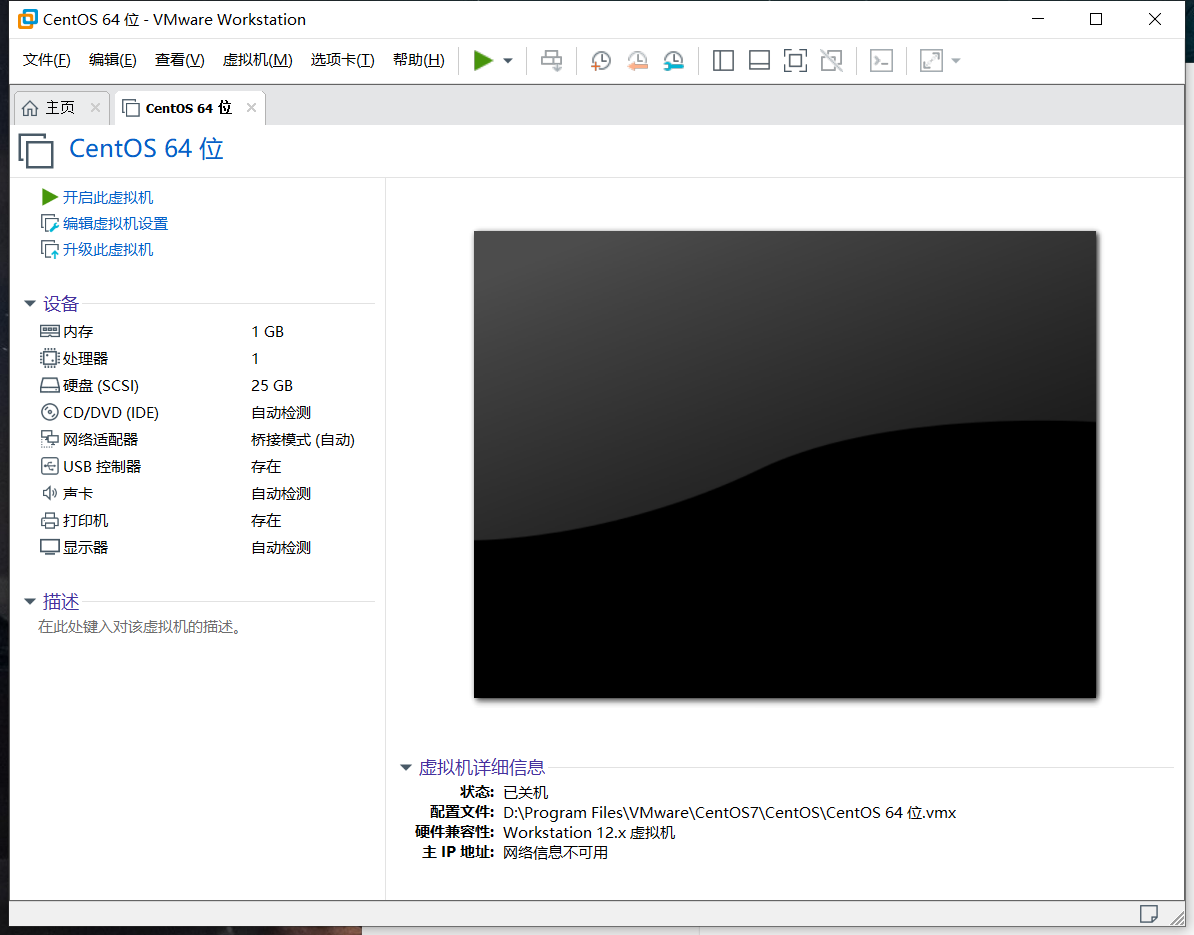 CentOS 64 位 - VMware Workstation
文件(F) 编辑(E) 查看(V) 虚拟机(M) 选项卡(T) 帮助(H)
主页 CentOS 64 位
CentOS 64 位
开启此虚拟机
编辑虚拟机设置
升级此虚拟机
设备
内存 1 GB
处理器 1
硬盘 (SCSI) 25 GB
CD/DVD (IDE) 自动检测
网络适配器 桥接模式 (自动)
USB 控制器 存在
声卡 自动检测
打印机 存在
显示器 自动检测
描述
在此处键入对该虚拟机的描述。
虚拟机详细信息
状态: 已关机
配置文件: D:\Program Files\VMware\CentOS7\CentOS\CentOS 64 位.vmx
硬件兼容性: Workstation 12.x 虚拟机
主 IP 地址: 网络信息不可用